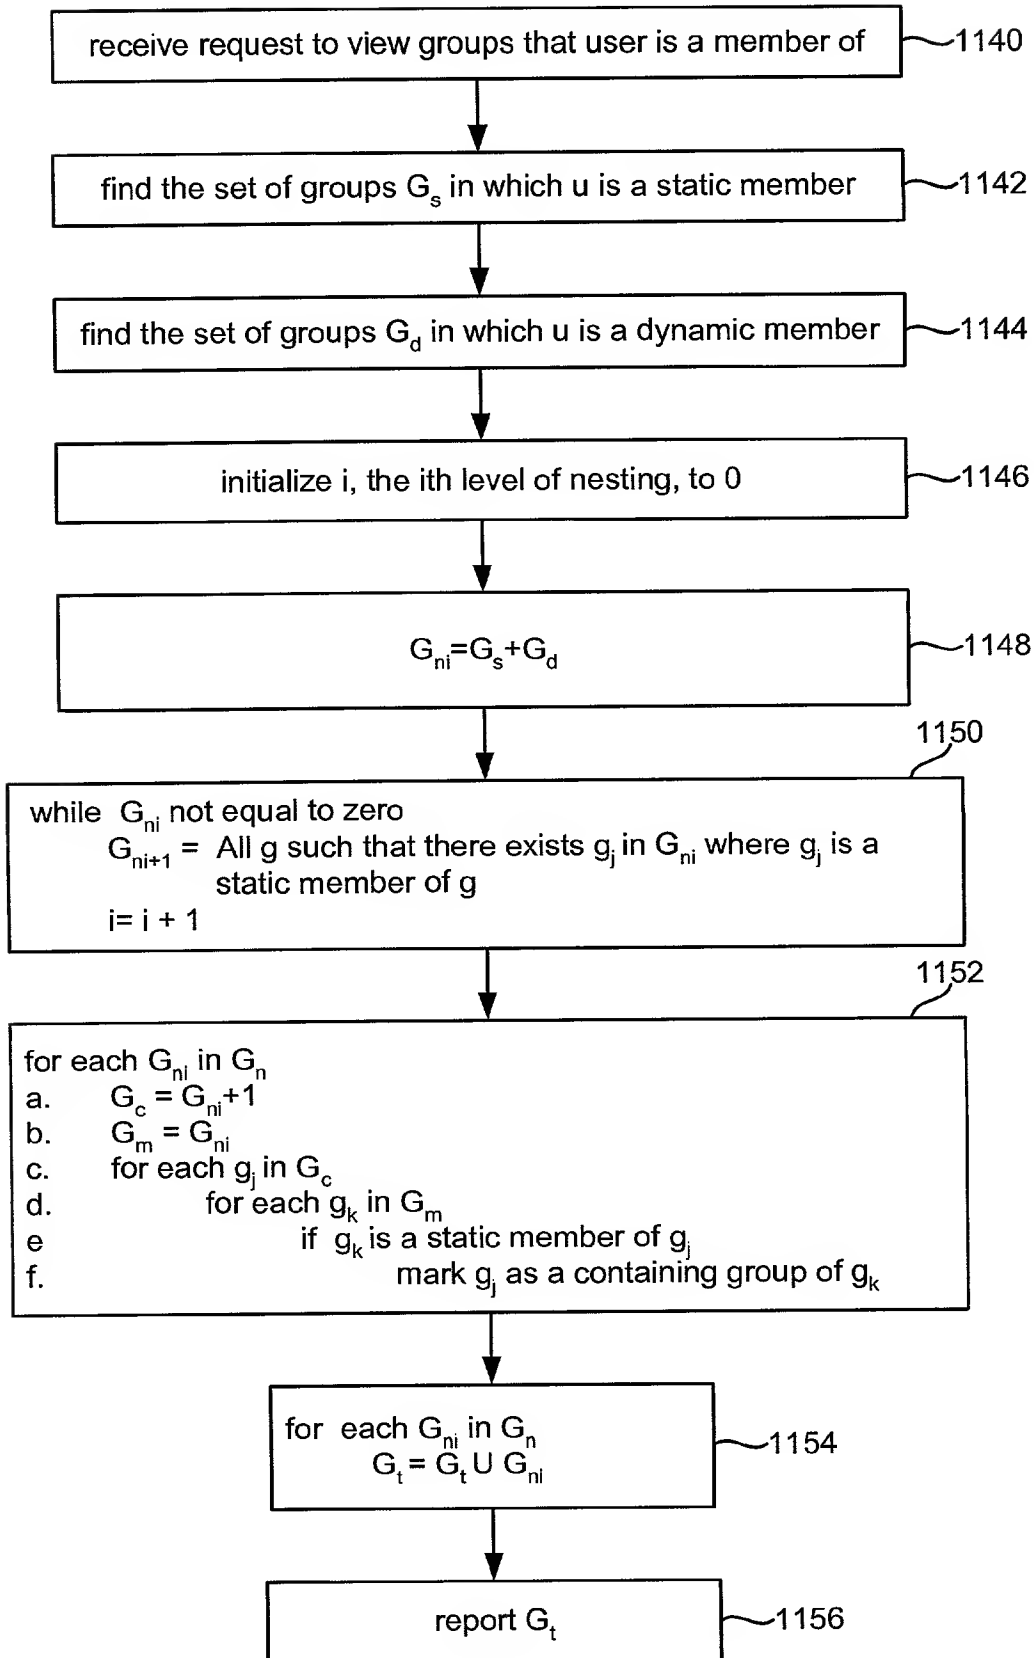 receive request to view groups that user is a member of
1140
find the set of groups Gs in which u is a static member
1142
find the set of groups Gd in which u is a dynamic member
1144
initialize i, the ith level of nesting, to 0
1146
Gni=Gs+Gd
1148
1150
while Gni not equal to zero
Gni+1 = All g such that there exists gj in Gni where gj is a
static member of g
i= i + 1
1152
for each Gni in Gn
a. Gc = Gni+1
b. Gm = Gni
c. for each gj in Gc
d. for each gk in Gm
e if gk is a static member of gj
f. mark gj as a containing group of gk
for each Gni in Gn
Gt = Gt U Gni
1154
report Gt
1156